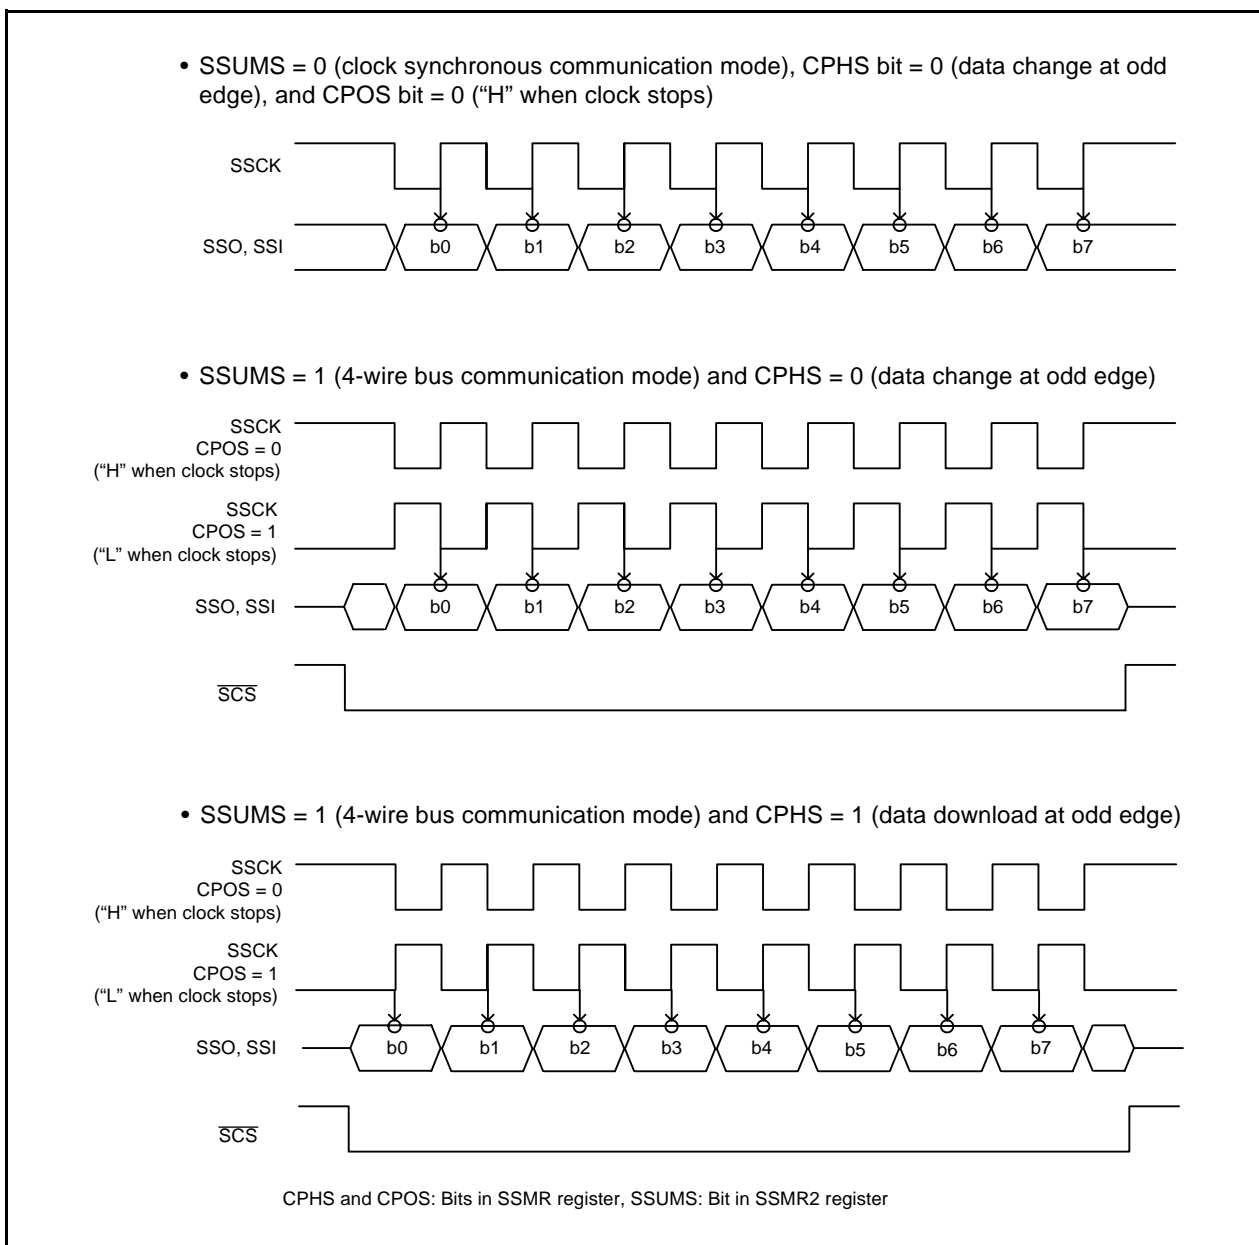 • SSUMS = 0 (clock synchronous communication mode), CPHS bit = 0 (data change at odd
edge), and CPOS bit = 0 (“H” when clock stops)
SSCK
SSO, SSI
b0 b1 b2 b3 b4 b5 b6 b7
• SSUMS = 1 (4-wire bus communication mode) and CPHS = 0 (data change at odd edge)
SSCK
CPOS = 0
(“H” when clock stops)
SSCK
CPOS = 1
(“L” when clock stops)
SSO, SSI
b0 b1 b2 b3 b4 b5 b6 b7
SCS
• SSUMS = 1 (4-wire bus communication mode) and CPHS = 1 (data download at odd edge)
SSCK
CPOS = 0
(“H” when clock stops)
SSCK
CPOS = 1
(“L” when clock stops)
SSO, SSI
b0 b1 b2 b3 b4 b5 b6 b7
SCS
CPHS and CPOS: Bits in SSMR register, SSUMS: Bit in SSMR2 register